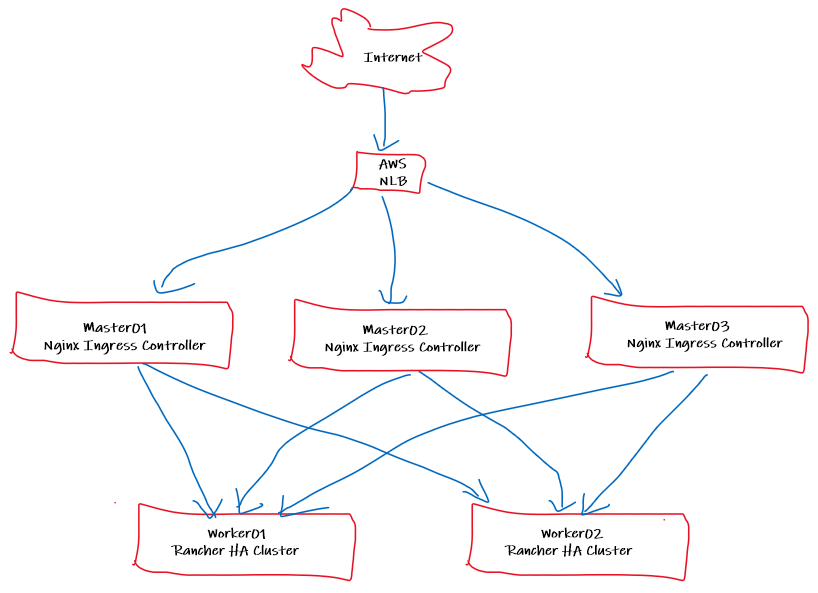 Internet
AWS
NLB
Master01
Nginx Ingress Controller
Master02
Nginx Ingress Controller
Master03
Nginx Ingress Controller
Worker01
Rancher HA Cluster
Worker02
Rancher HA Cluster